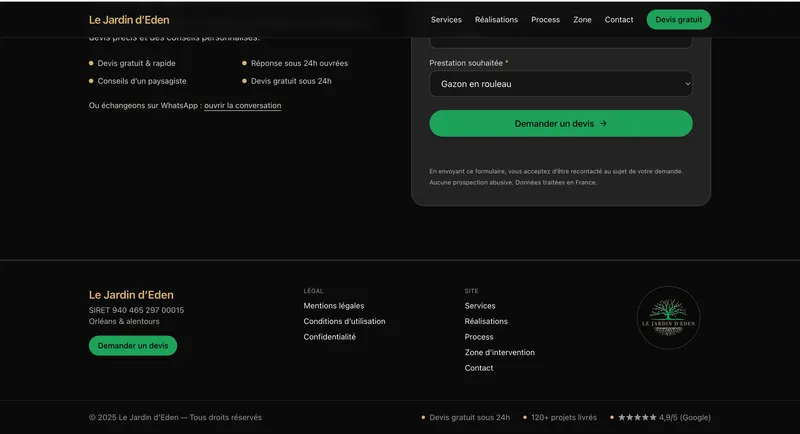 Le Jardin d'Eden
Services Réalisations Process Zone Contact Devis gratuit
devis précis et des conseils personnalisés.
Devis gratuit & rapide
Réponse sous 24h ouvrées
Conseils d'un paysagiste
Devis gratuit sous 24h
Ou échangeons sur WhatsApp : ouvrir la conversation
Prestation souhaitée *
Gazon en rouleau
Demander un devis →
En envoyant ce formulaire, vous acceptez d'être recontacté au sujet de votre demande.
Aucune prospection abusive. Données traitées en France.
Le Jardin d'Eden
SIRET 940 465 297 00015
Orléans & alentours
Demander un devis
LÉGAL
Mentions légales
Conditions d'utilisation
Confidentialité
SITE
Services
Réalisations
Process
Zone d'intervention
Contact
LE JARDIN D'EDEN
© 2025 Le Jardin d'Eden — Tous droits réservés
Devis gratuit sous 24h
120+ projets livrés
★★★★★ 4,9/5 (Google)